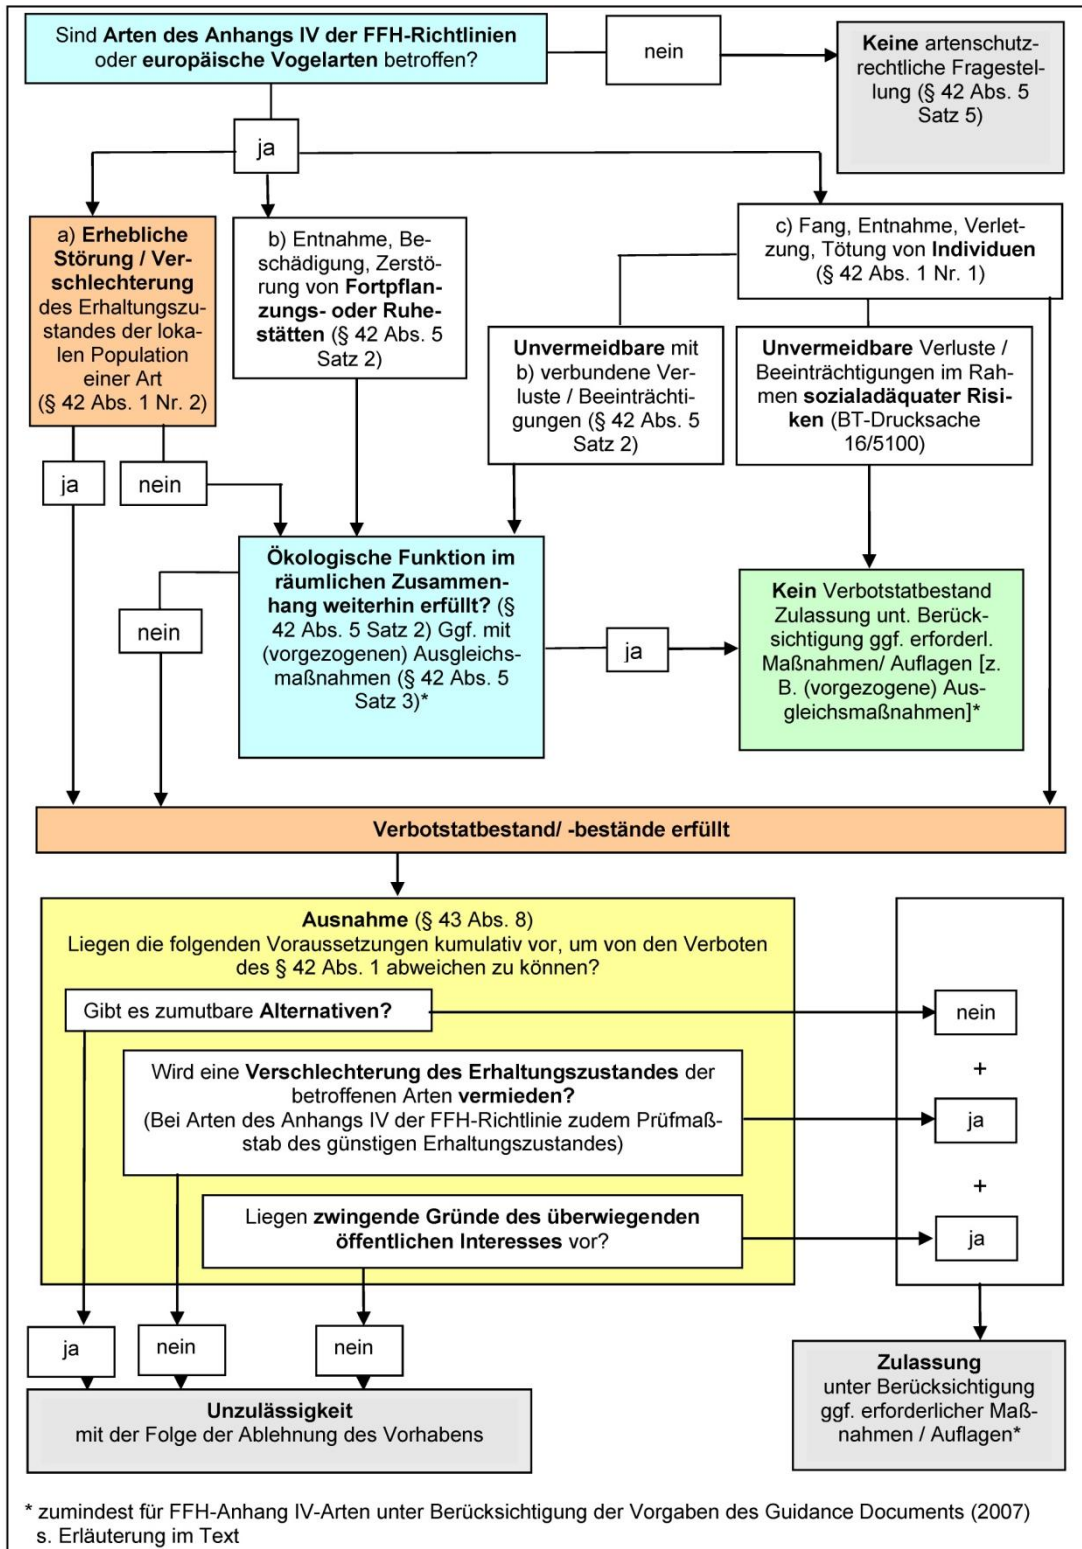 Sind Arten des Anhangs IV der FFH-Richtlinien
oder europäische Vogelarten betroffen?
nein
Keine artenschutz-
rechtliche Fragestel-
lung (§ 42 Abs. 5
Satz 5)
ja
a) Erhebliche
Störung / Ver-
schlechterung
des Erhaltungszu-
standes der loka-
len Population
einer Art
(§ 42 Abs. 1 Nr. 2)
b) Entnahme, Be-
schädigung, Zerstö-
rung von Fortpflan-
zungs- oder Ruhe-
stätten (§ 42 Abs. 5
Satz 2)
c) Fang, Entnahme, Verlet-
zung, Tötung von Individuen
(§ 42 Abs. 1 Nr. 1)
Unvermeidbare mit
b) verbundene Ver-
luste / Beeinträchti-
gungen (§ 42 Abs. 5
Satz 2)
Unvermeidbare Verluste /
Beeinträchtigungen im Rah-
men sozialadäquater Risi-
ken (BT-Drucksache
16/5100)
ja
nein
Ökologische Funktion im
räumlichen Zusammen-
hang weiterhin erfüllt? (§
42 Abs. 5 Satz 2) Ggf. mit
(vorgezogenen) Ausgleichs-
maßnahmen (§ 42 Abs. 5
Satz 3)*
nein
ja
Kein Verbotstatbestand
Zulassung unt. Berück-
sichtigung ggf. erforderl.
Maßnahmen/ Auflagen [z.
B. (vorgezogene) Aus-
gleichsmaßnahmen]*
Verbotstatbestand/ -bestände erfüllt
Ausnahme (§ 43 Abs. 8)
Liegen die folgenden Voraussetzungen kumulativ vor, um von den Verboten
des § 42 Abs. 1 abweichen zu können?
Gibt es zumutbare Alternativen?
nein
+
Wird eine Verschlechterung des Erhaltungszustandes der
betroffenen Arten vermieden?
(Bei Arten des Anhangs IV der FFH-Richtlinie zudem Prüfmaß-
stab des günstigen Erhaltungszustandes)
ja
+
Liegen zwingende Gründe des überwiegenden
öffentlichen Interesses vor?
ja
ja
nein
nein
Unzulässigkeit
mit der Folge der Ablehnung des Vorhabens
Zulassung
unter Berücksichtigung
ggf. erforderlicher Maß-
nahmen / Auflagen*
* zumindest für FFH-Anhang IV-Arten unter Berücksichtigung der Vorgaben des Guidance Documents (2007)
s. Erläuterung im Text